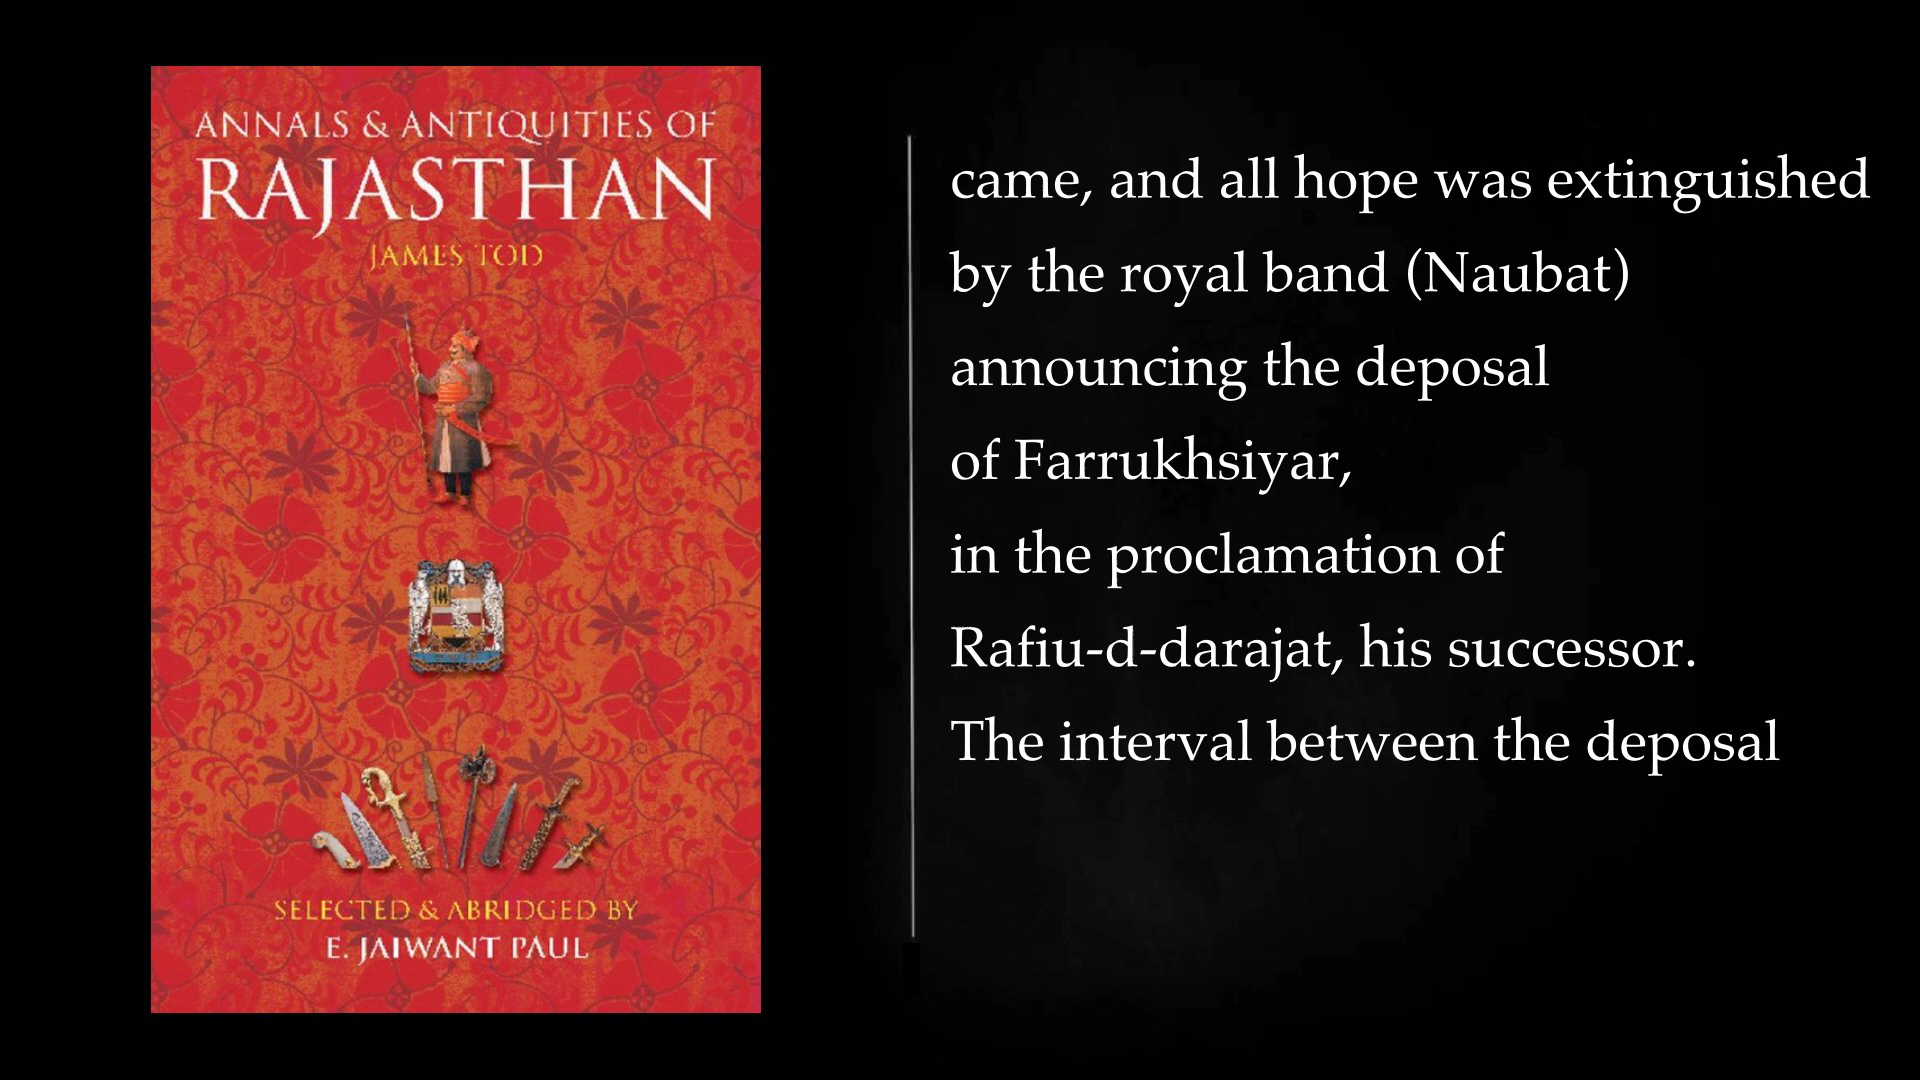 ANNALS & ANTIQUITIES OF
RAJASTHAN
JAMES TOD
SELECTED & ABRIDGED BY
E. JAIWANT PAUL
came, and all hope was extinguished
by the royal band (Naubat)
announcing the deposal
of Farrukhsiyar,
in the proclamation of
Rafiu-d-darajat, his successor.
The interval between the deposal